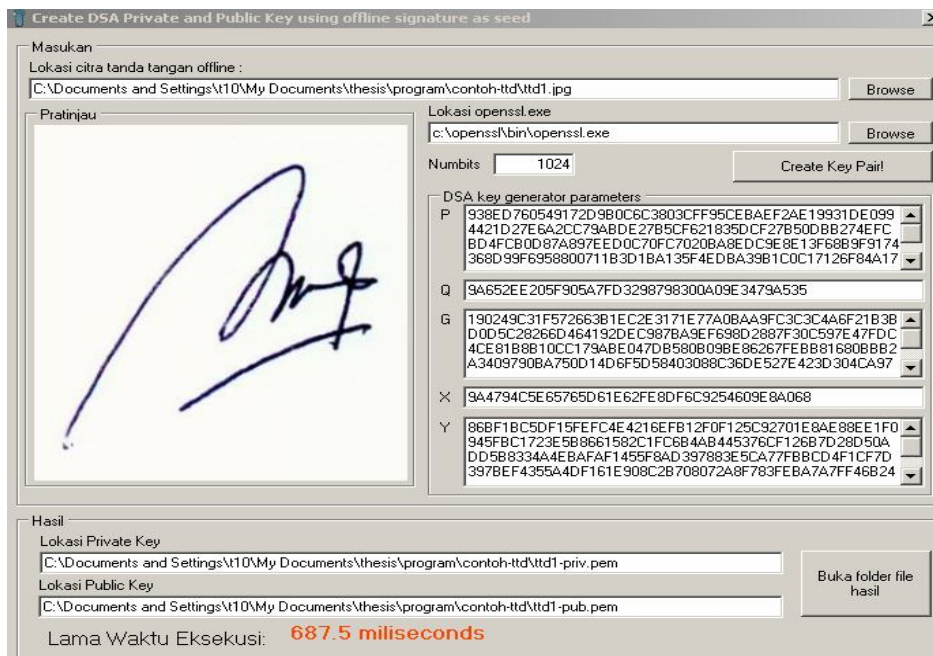 Create DSA Private and Public Key using offline signature as seed
Masukan
Lokasi citra tanda tangan offline :
C:\Documents and Settings\t10\My Documents\thesis\program\contoh-ttd\ttd1.jpg
Browse
Pratinjau
Lokasi openssl.exe
c:\openssl\bin\openssl.exe
Browse
Numbits
1024
Create Key Pair!
DSA key generator parameters
P
938ED760549172D9B0C6C3803CFF95CEBAEF2AE19931DE099
4421D27E6A2CC79ABDE27B5CF621835DCF27B50DBB274EFC
BD4FCB0D87A897EED0C70FC7020BA8EDC9E8E13F68B9F9174
368D99F6958800711B3D1BA135F4EDBA39B1C0C17126F84A17
Q
9A652EE205F905A7FD3298798300A09E3479A535
G
190249C31F572663B1EC2E3171E77A0BAA9FC3C3C4A6F21B3B
D0D5C28266D464192DEC987BA9EF698D2887F30C597E47FDC
4CE81B8B10CC179ABE047DB580B09BE86267FEBB81680BBB2
A3409790BA750D14D6F5D58403088C36DE527E423D304CA97
X
9A4794C5E65765D61E62FE8DF6C9254609E8A068
Y
86BF1BC5DF15FEFC4E4216EFB12F0F125C92701E8AE88EE1F0
945FBC1723E5B8661582C1FC6B4AB445376CF126B7D28D50A
DD5B8334A4EBAFAF1455F8AD397883E5CA77FBBCD4F1CF7D
397BEF4355A4DF161E908C2B708072A8F783FEBA7A7FF46B24
Hasil
Lokasi Private Key
C:\Documents and Settings\t10\My Documents\thesis\program\contoh-ttd\ttd1-priv.pem
Lokasi Public Key
C:\Documents and Settings\t10\My Documents\thesis\program\contoh-ttd\ttd1-pub.pem
Buka folder file
hasil
Lama Waktu Eksekusi: 687.5 miliseconds